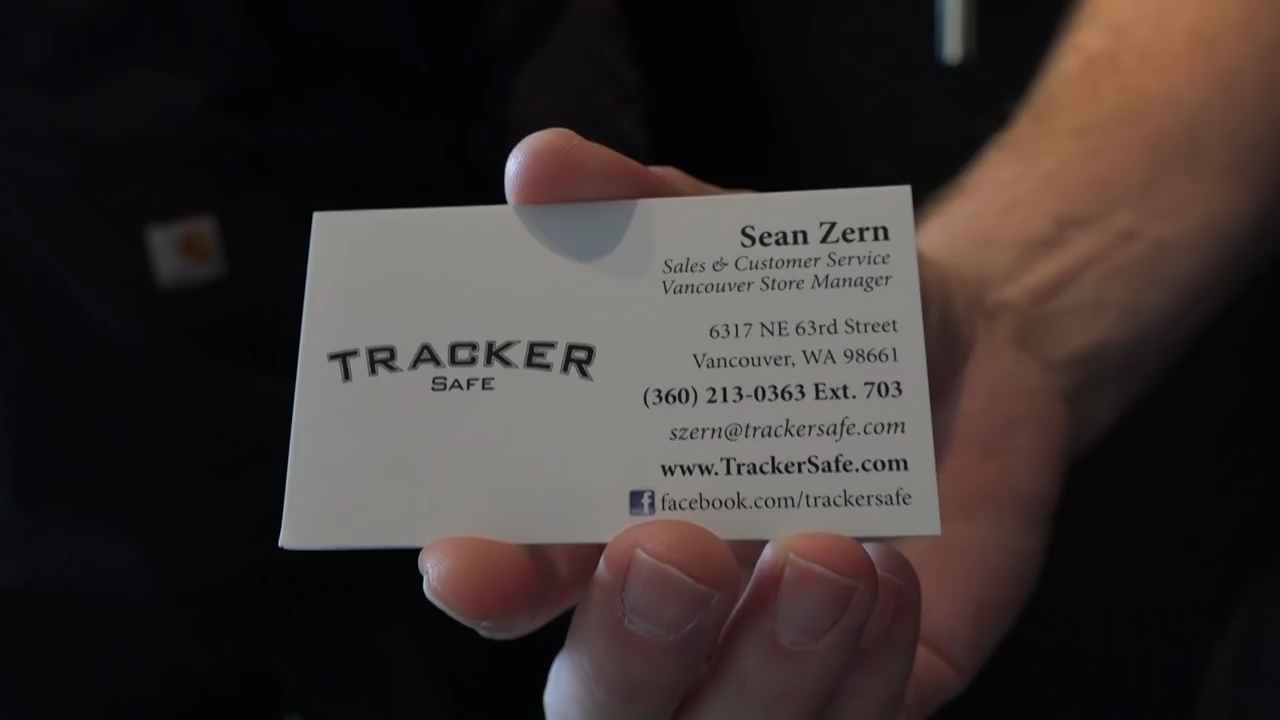 TRACKER
SAFE
Sean Zern
Sales & Customer Service
Vancouver Store Manager
6317 NE 63rd Street
Vancouver, WA 98661
(360) 213-0363 Ext. 703
szern@trackersafe.com
www.TrackerSafe.com
f facebook.com/trackersafe